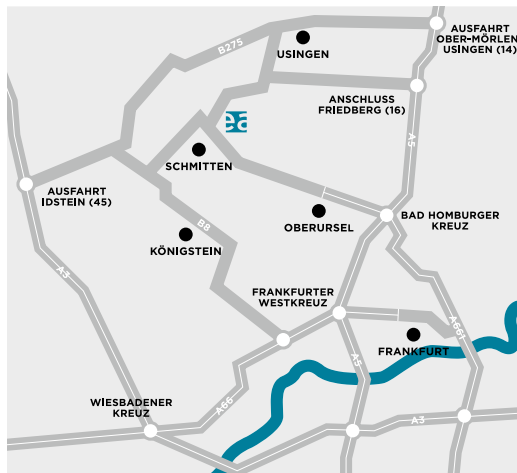 AUSFAHRT
OBER-MÖRLEN
USINGEN (14)
USINGEN
B275
ANSCHLUSS
FRIEDBERG (16)
ea
A5
SCHMITTEN
AUSFAHRT
IDSTEIN (45)
OBERURSEL
BAD HOMBURGER
KREUZ
B8
KÖNIGSTEIN
A3
FRANKFURTER
WESTKREUZ
A661
FRANKFURT
A5
WIESBADENER
KREUZ
A66
A3